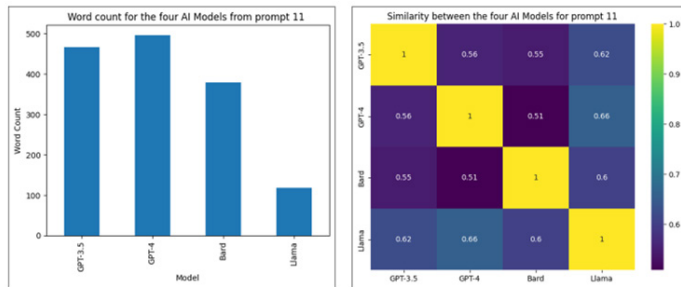 Word count for the four AI Models from prompt 11
500
400
300
200
100
0
Word Count
GPT-3.5
GPT-4
Bard
Llama
Model
Similarity between the four AI Models for prompt 11
GPT-3.5
1
0.56
0.55
0.62
GPT-4
0.56
1
0.51
0.66
Bard
0.55
0.51
1
0.6
Llama
0.62
0.66
0.6
1
GPT-3.5
GPT-4
Bard
Llama
1.0
0.9
0.8
0.7
0.6